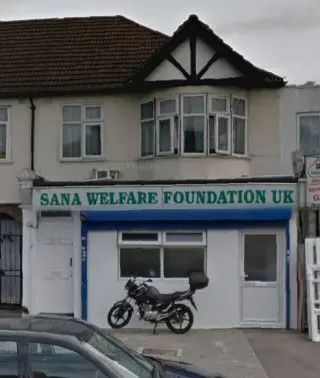 SANA WELFARE FOUNDATION UK